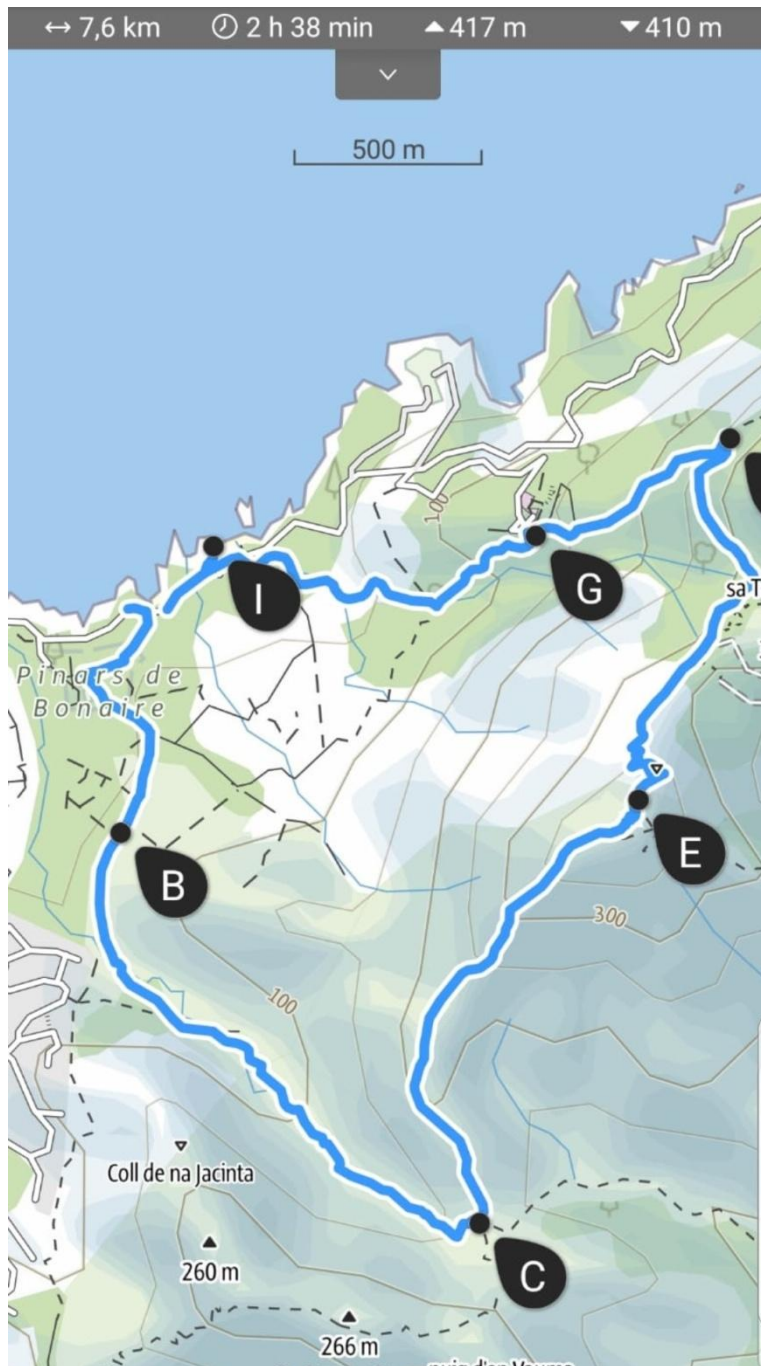 ↔ 7,6 km 2 h 38 min ▲ 417 m ▼ 410 m
500 m
100
I
G
sa T
Pinars de
Bonaire
B
E
300
100
Coll de na Jacinta
260 m
C
266 m